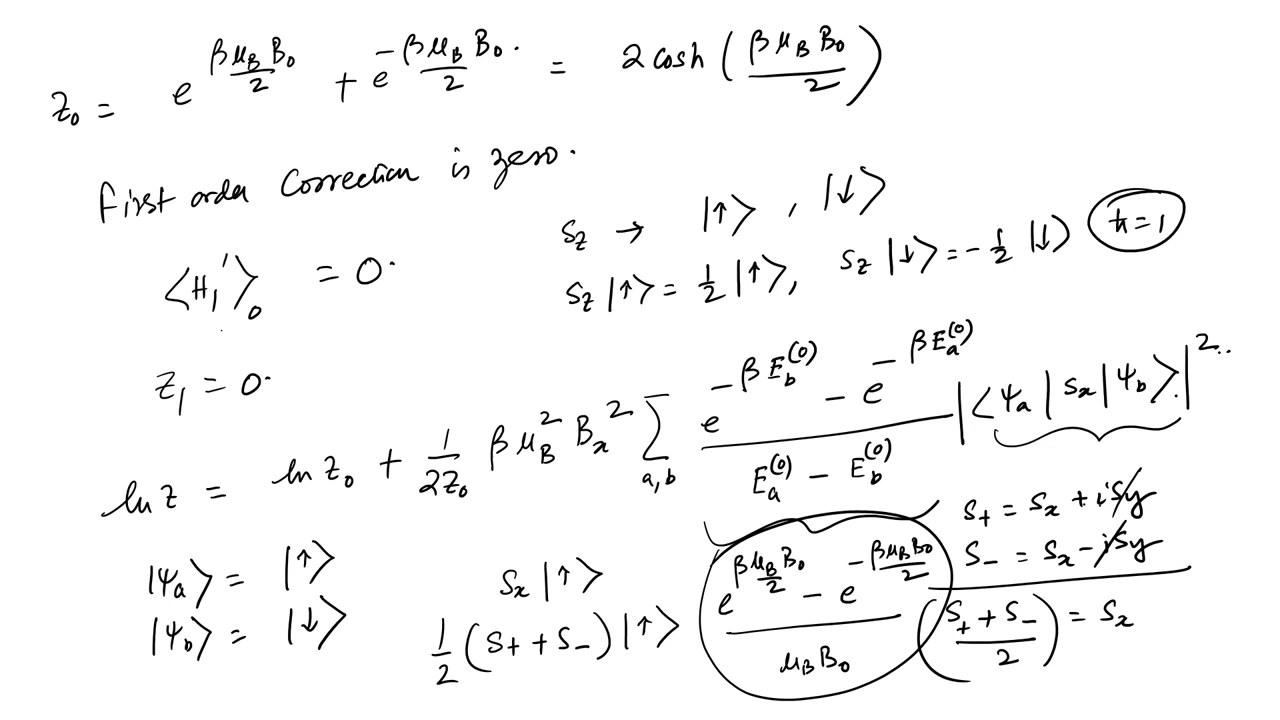 Z₀ = e^{βμ_B B₀/2} + e^{-βμ_B B₀/2} = 2 cosh (βμ_B B₀/2)
First order correction is zero.
S_z → |↑⟩ , |↓⟩
⟨H₁'⟩₀ = 0.
S_z |↑⟩ = 1/2 |↑⟩, S_z |↓⟩ = - 1/2 |↓⟩ ħ = 1
Z₁ = 0.
ln Z = ln Z₀ + 1/(2Z₀) β μ_B² B_x² Σ_{a,b} (e^{-βE_b^{(0)}} - e^{-βE_a^{(0)}})/(E_a^{(0)} - E_b^{(0)}) |⟨ψ_a | S_x | ψ_b⟩|²..
S₊ = S_x + iS_y
S₋ = S_x - iS_y
|ψ_a⟩ = |↑⟩
S_x |↑⟩
(e^{βμ_B B₀/2} - e^{-βμ_B B₀/2})/(μ_B B₀)
|ψ_b⟩ = |↓⟩
1/2 (S₊ + S₋) |↑⟩
((S₊ + S₋)/2) = S_x